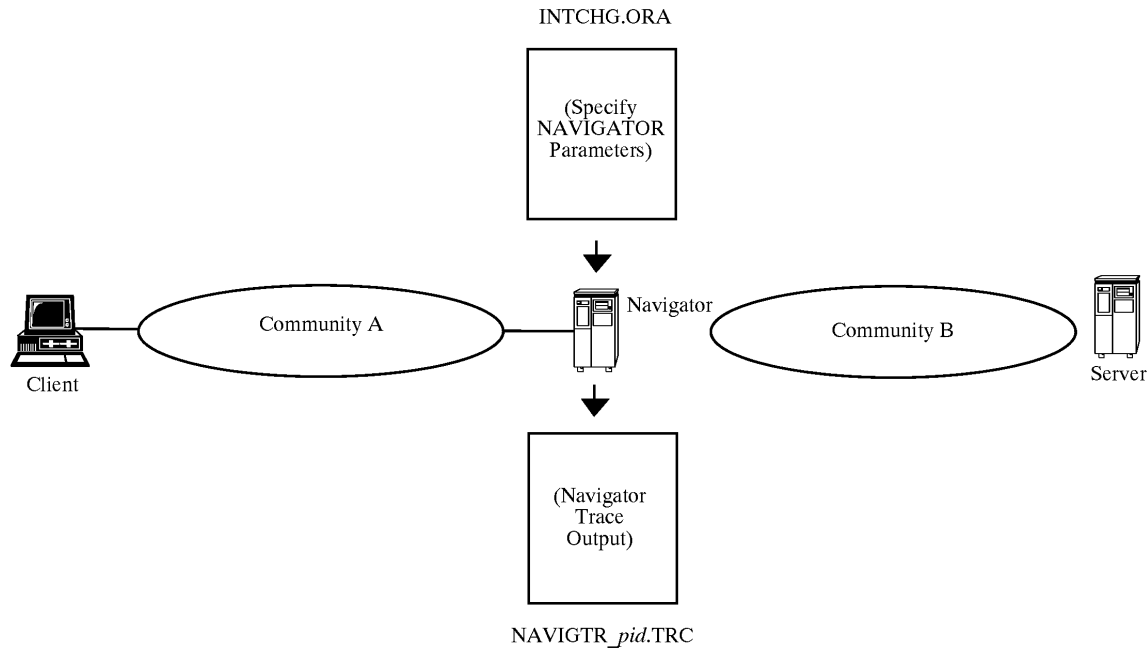 INTCHG.ORA
(Specify
NAVIGATOR
Parameters)
Navigator
Community A
Community B
Client
Server
(Navigator
Trace
Output)
NAVIGTR_pid.TRC